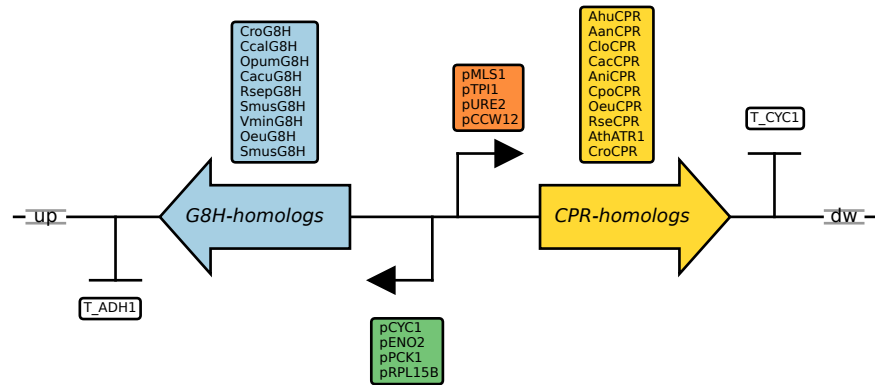 CroG8H
CcalG8H
OpumG8H
CacuG8H
RsepG8H
SmusG8H
VminG8H
OeuG8H
SmusG8H
pMLS1
pTPI1
pURE2
pCCW12
AhuCPR
AanCPR
CloCPR
CacCPR
AniCPR
CpoCPR
OeuCPR
RseCPR
AthATR1
CroCPR
T_CYC1
up
G8H-homologs
CPR-homologs
dw
T_ADH1
pCYC1
pENO2
pPCK1
pRPL15B